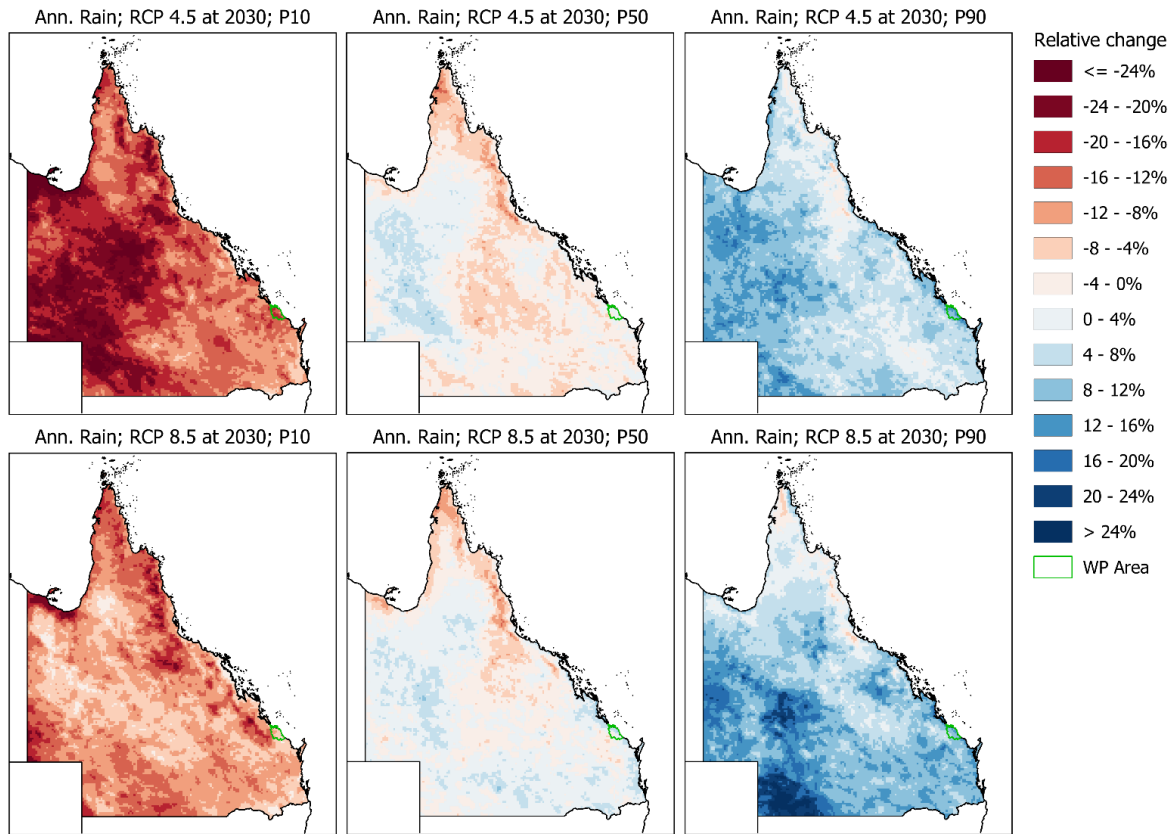 Ann. Rain; RCP 4.5 at 2030; P10
Ann. Rain; RCP 4.5 at 2030; P50
Ann. Rain; RCP 4.5 at 2030; P90
Relative change
<= -24%
-24 - -20%
-20 - -16%
-16 - -12%
-12 - -8%
-8 - -4%
-4 - 0%
0 - 4%
4 - 8%
8 - 12%
12 - 16%
16 - 20%
20 - 24%
> 24%
WP Area
Ann. Rain; RCP 8.5 at 2030; P10
Ann. Rain; RCP 8.5 at 2030; P50
Ann. Rain; RCP 8.5 at 2030; P90